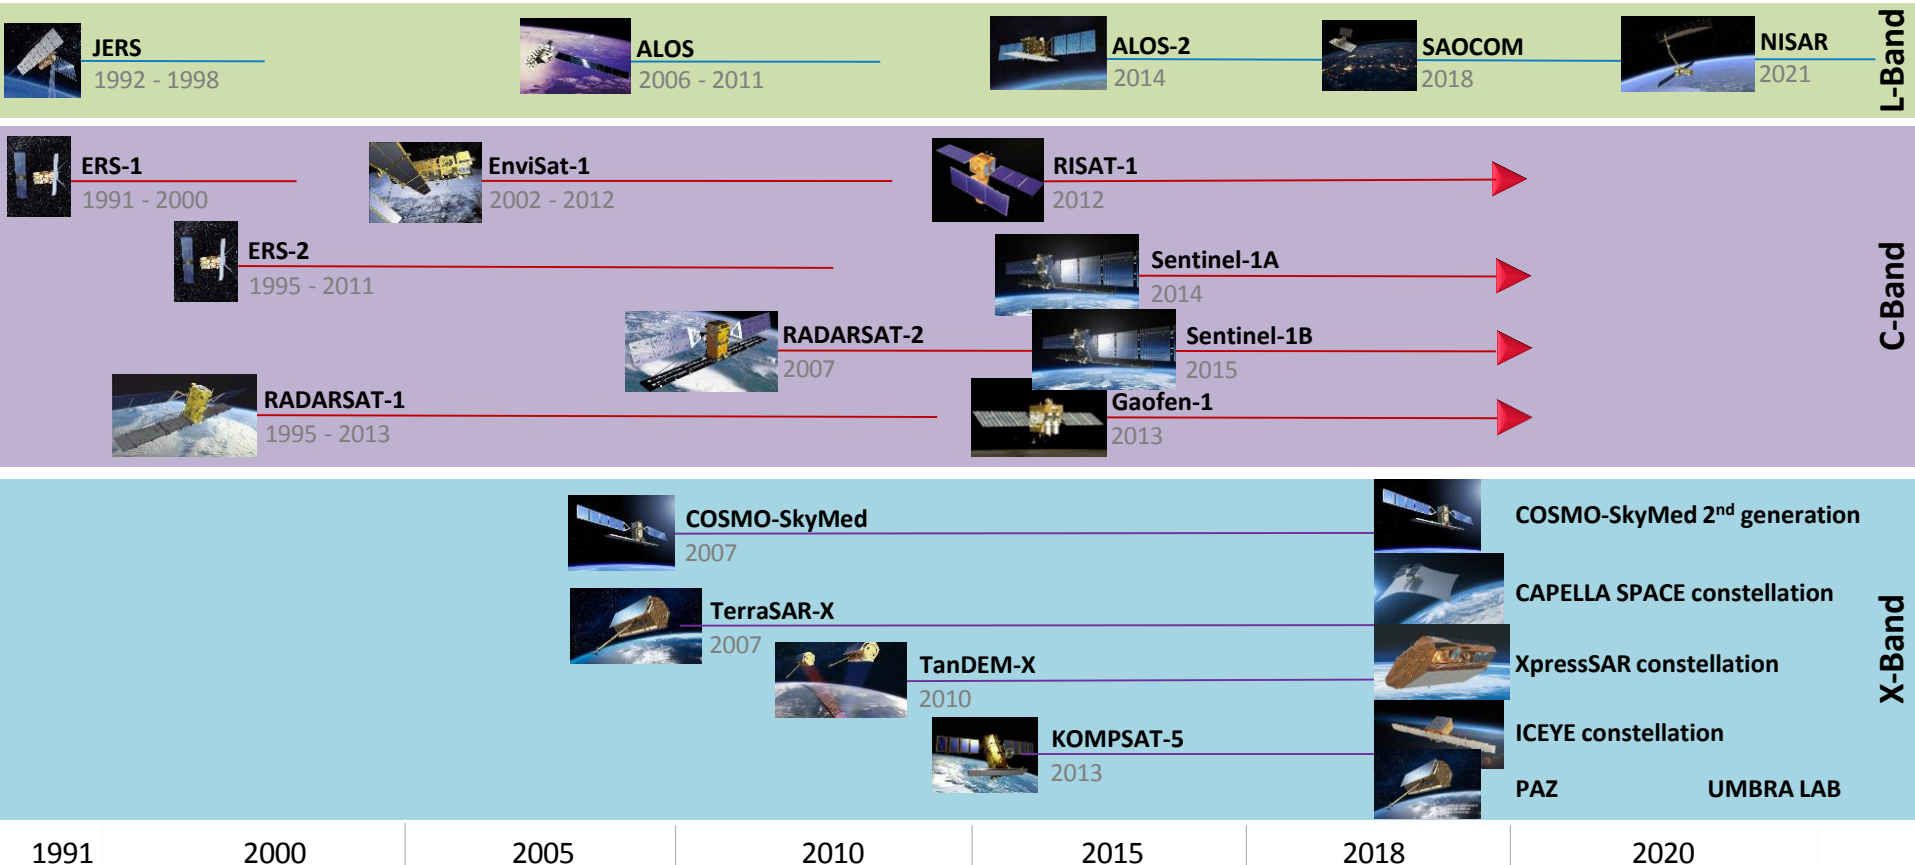 JERS
1992 - 1998
ALOS
2006 - 2011
ALOS-2
2014
SAOCOM
2018
NISAR
2021
L-Band
ERS-1
1991 - 2000
EnviSat-1
2002 - 2012
RISAT-1
2012
ERS-2
1995 - 2011
Sentinel-1A
2014
RADARSAT-2
2007
Sentinel-1B
2015
RADARSAT-1
1995 - 2013
Gaofen-1
2013
C-Band
COSMO-SkyMed
2007
COSMO-SkyMed 2nd generation
TerraSAR-X
2007
CAPELLA SPACE constellation
TanDEM-X
2010
XpressSAR constellation
KOMPSAT-5
2013
ICEYE constellation
PAZ UMBRA LAB
X-Band
1991 2000 2005 2010 2015 2018 2020